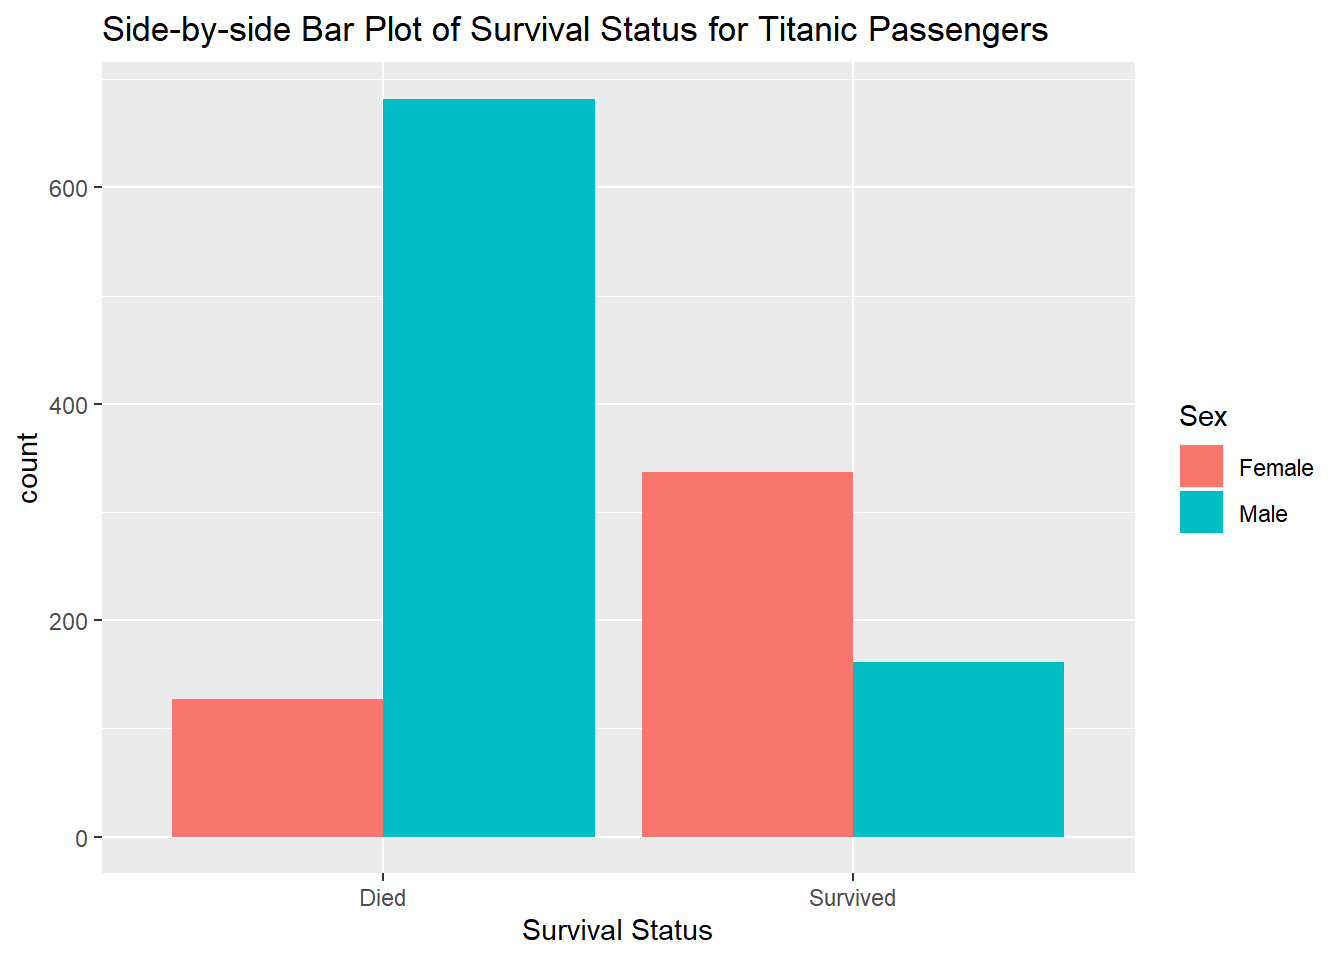 Side-by-side Bar Plot of Survival Status for Titanic Passengers
count
600
400
200
0
Died
Survived
Survival Status
Sex
Female
Male